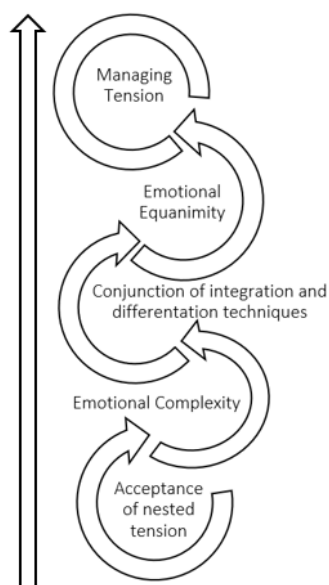 Managing
Tension
Emotional
Equanimity
Conjunction of integration and
differentation techniques
Emotional Complexity
Acceptance
of nested
tension